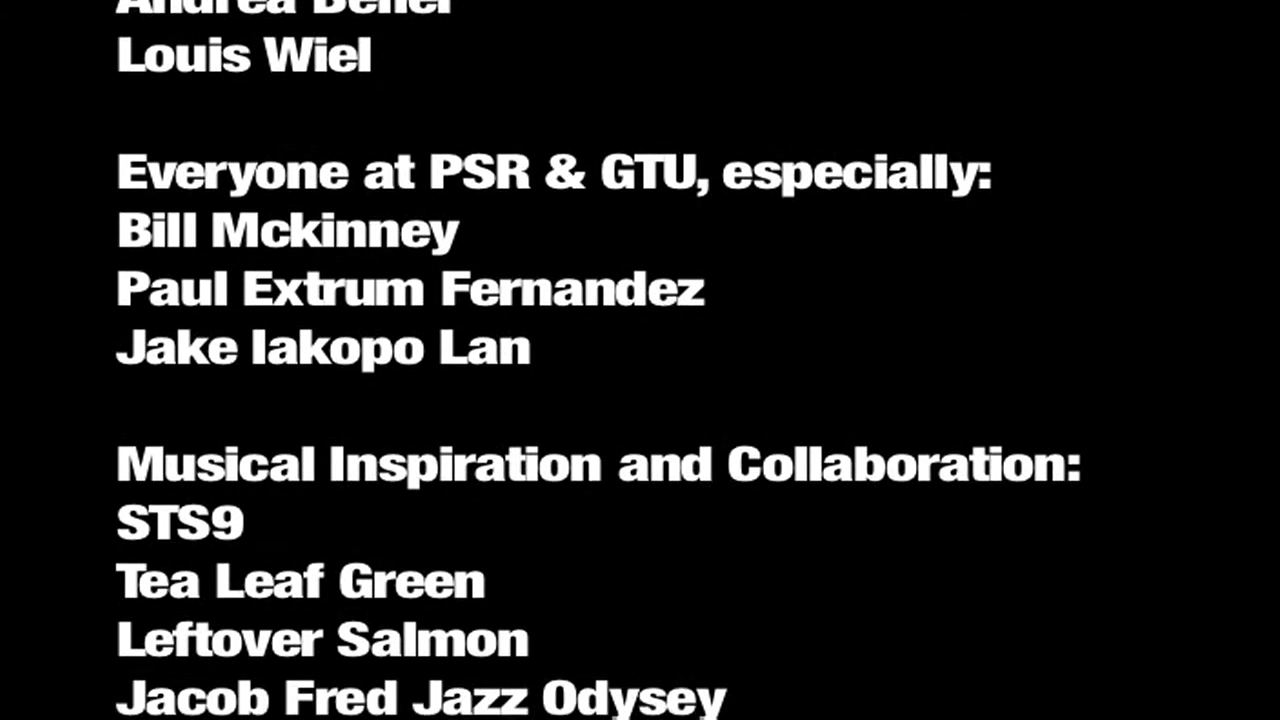 Andrea
Louis Wiel
Everyone at PSR & GTU, especially:
Bill Mckinney
Paul Extrum Fernandez
Jake Iakopo Lan
Musical Inspiration and Collaboration:
STS9
Tea Leaf Green
Leftover Salmon
Jacob Fred Jazz Odysey